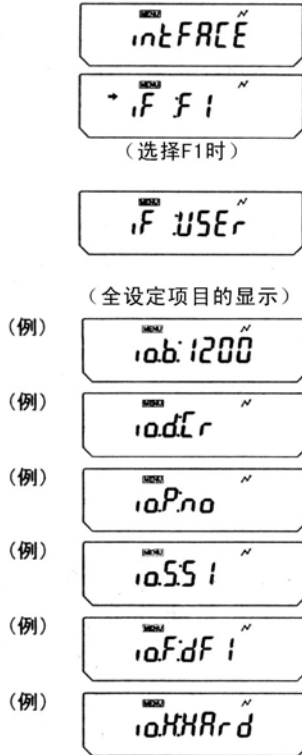 MENU
intFACE
MENU
iF :F1
(选择F1时)
MENU
iF :USEr
(全设定项目的显示)
(例)
MENU
io.b:1200
(例)
MENU
io.d:Cr
(例)
MENU
io.P:no
(例)
MENU
io.S:S1
(例)
MENU
io.F:dF1
(例)
MENU
io.H:HArd